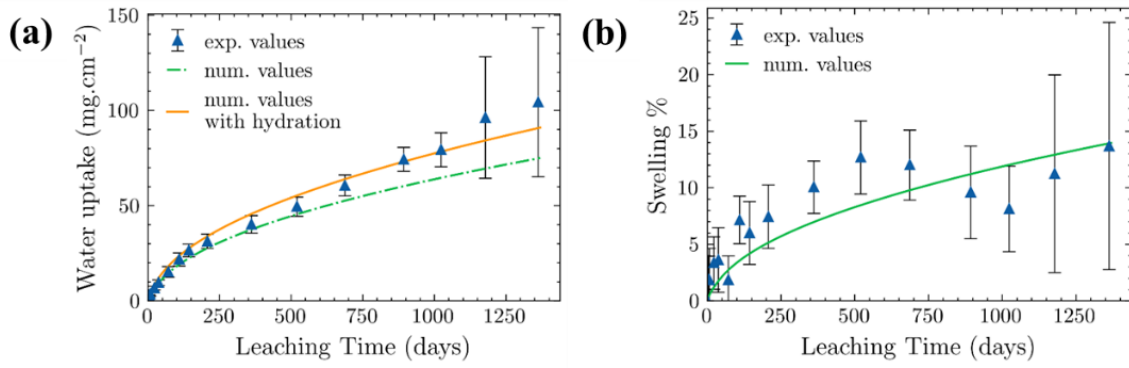 (a)
150
100
50
0
Water uptake (mg.cm⁻²)
exp. values
num. values
num. values
with hydration
0 250 500 750 1000 1250
Leaching Time (days)
(b)
25
20
15
10
5
0
Swelling %
exp. values
num. values
0 250 500 750 1000 1250
Leaching Time (days)